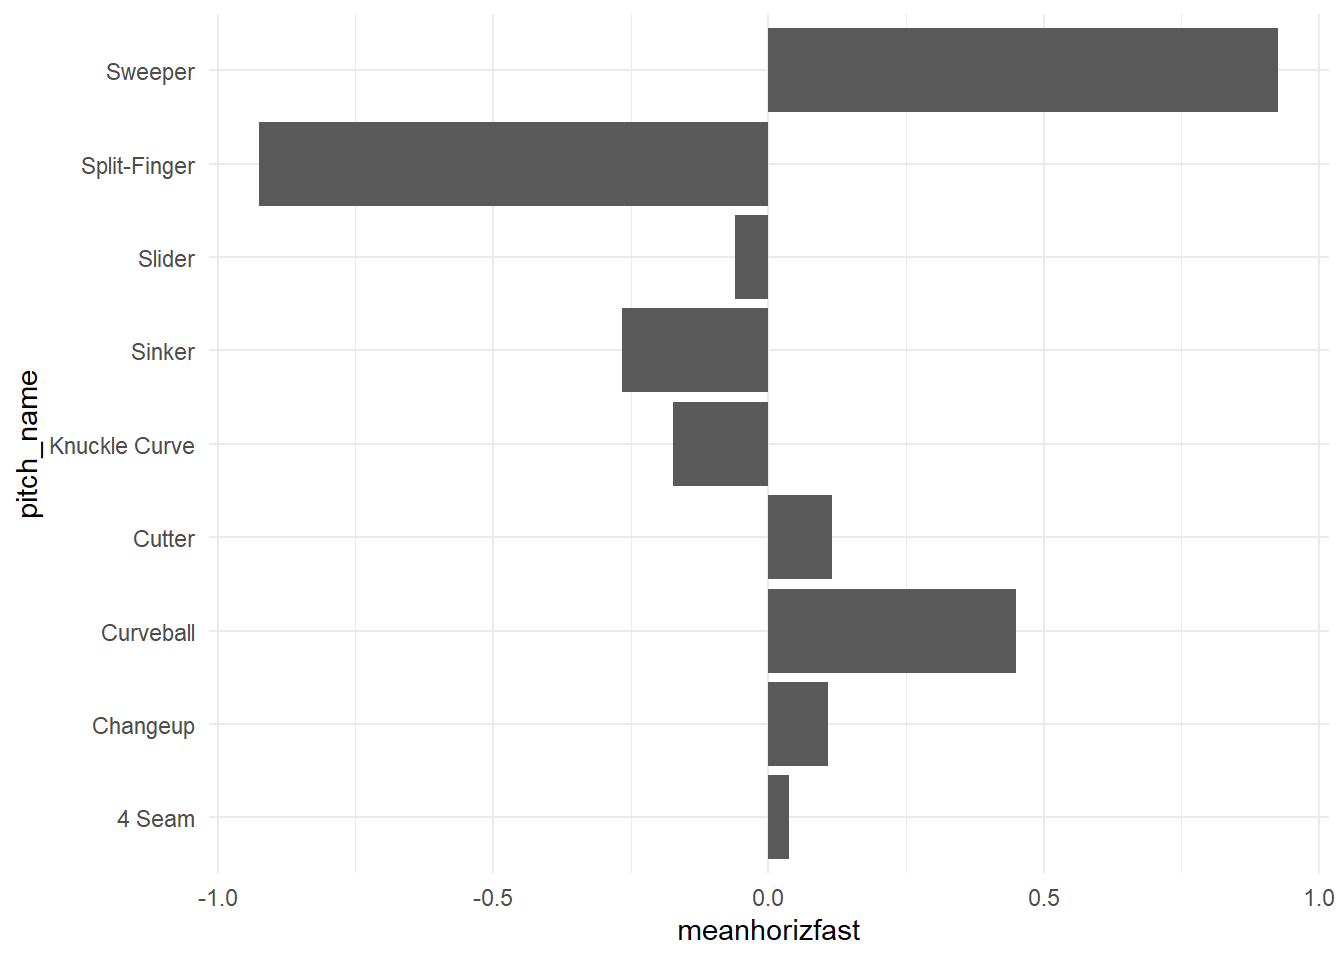 Sweeper
Split-Finger
Slider
Sinker
Knuckle Curve
Cutter
Curveball
Changeup
4 Seam
pitch_name
-1.0 -0.5 0.0 0.5 1.0
meanhorizfast